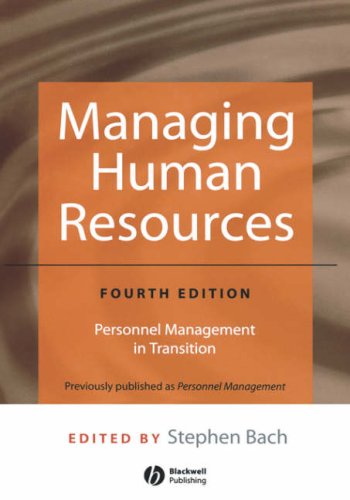 Managing
Human
Resources
FOURTH EDITION
Personnel Management
in Transition
Previously published as Personnel Management
EDITED BY Stephen Bach
Blackwell
Publishing